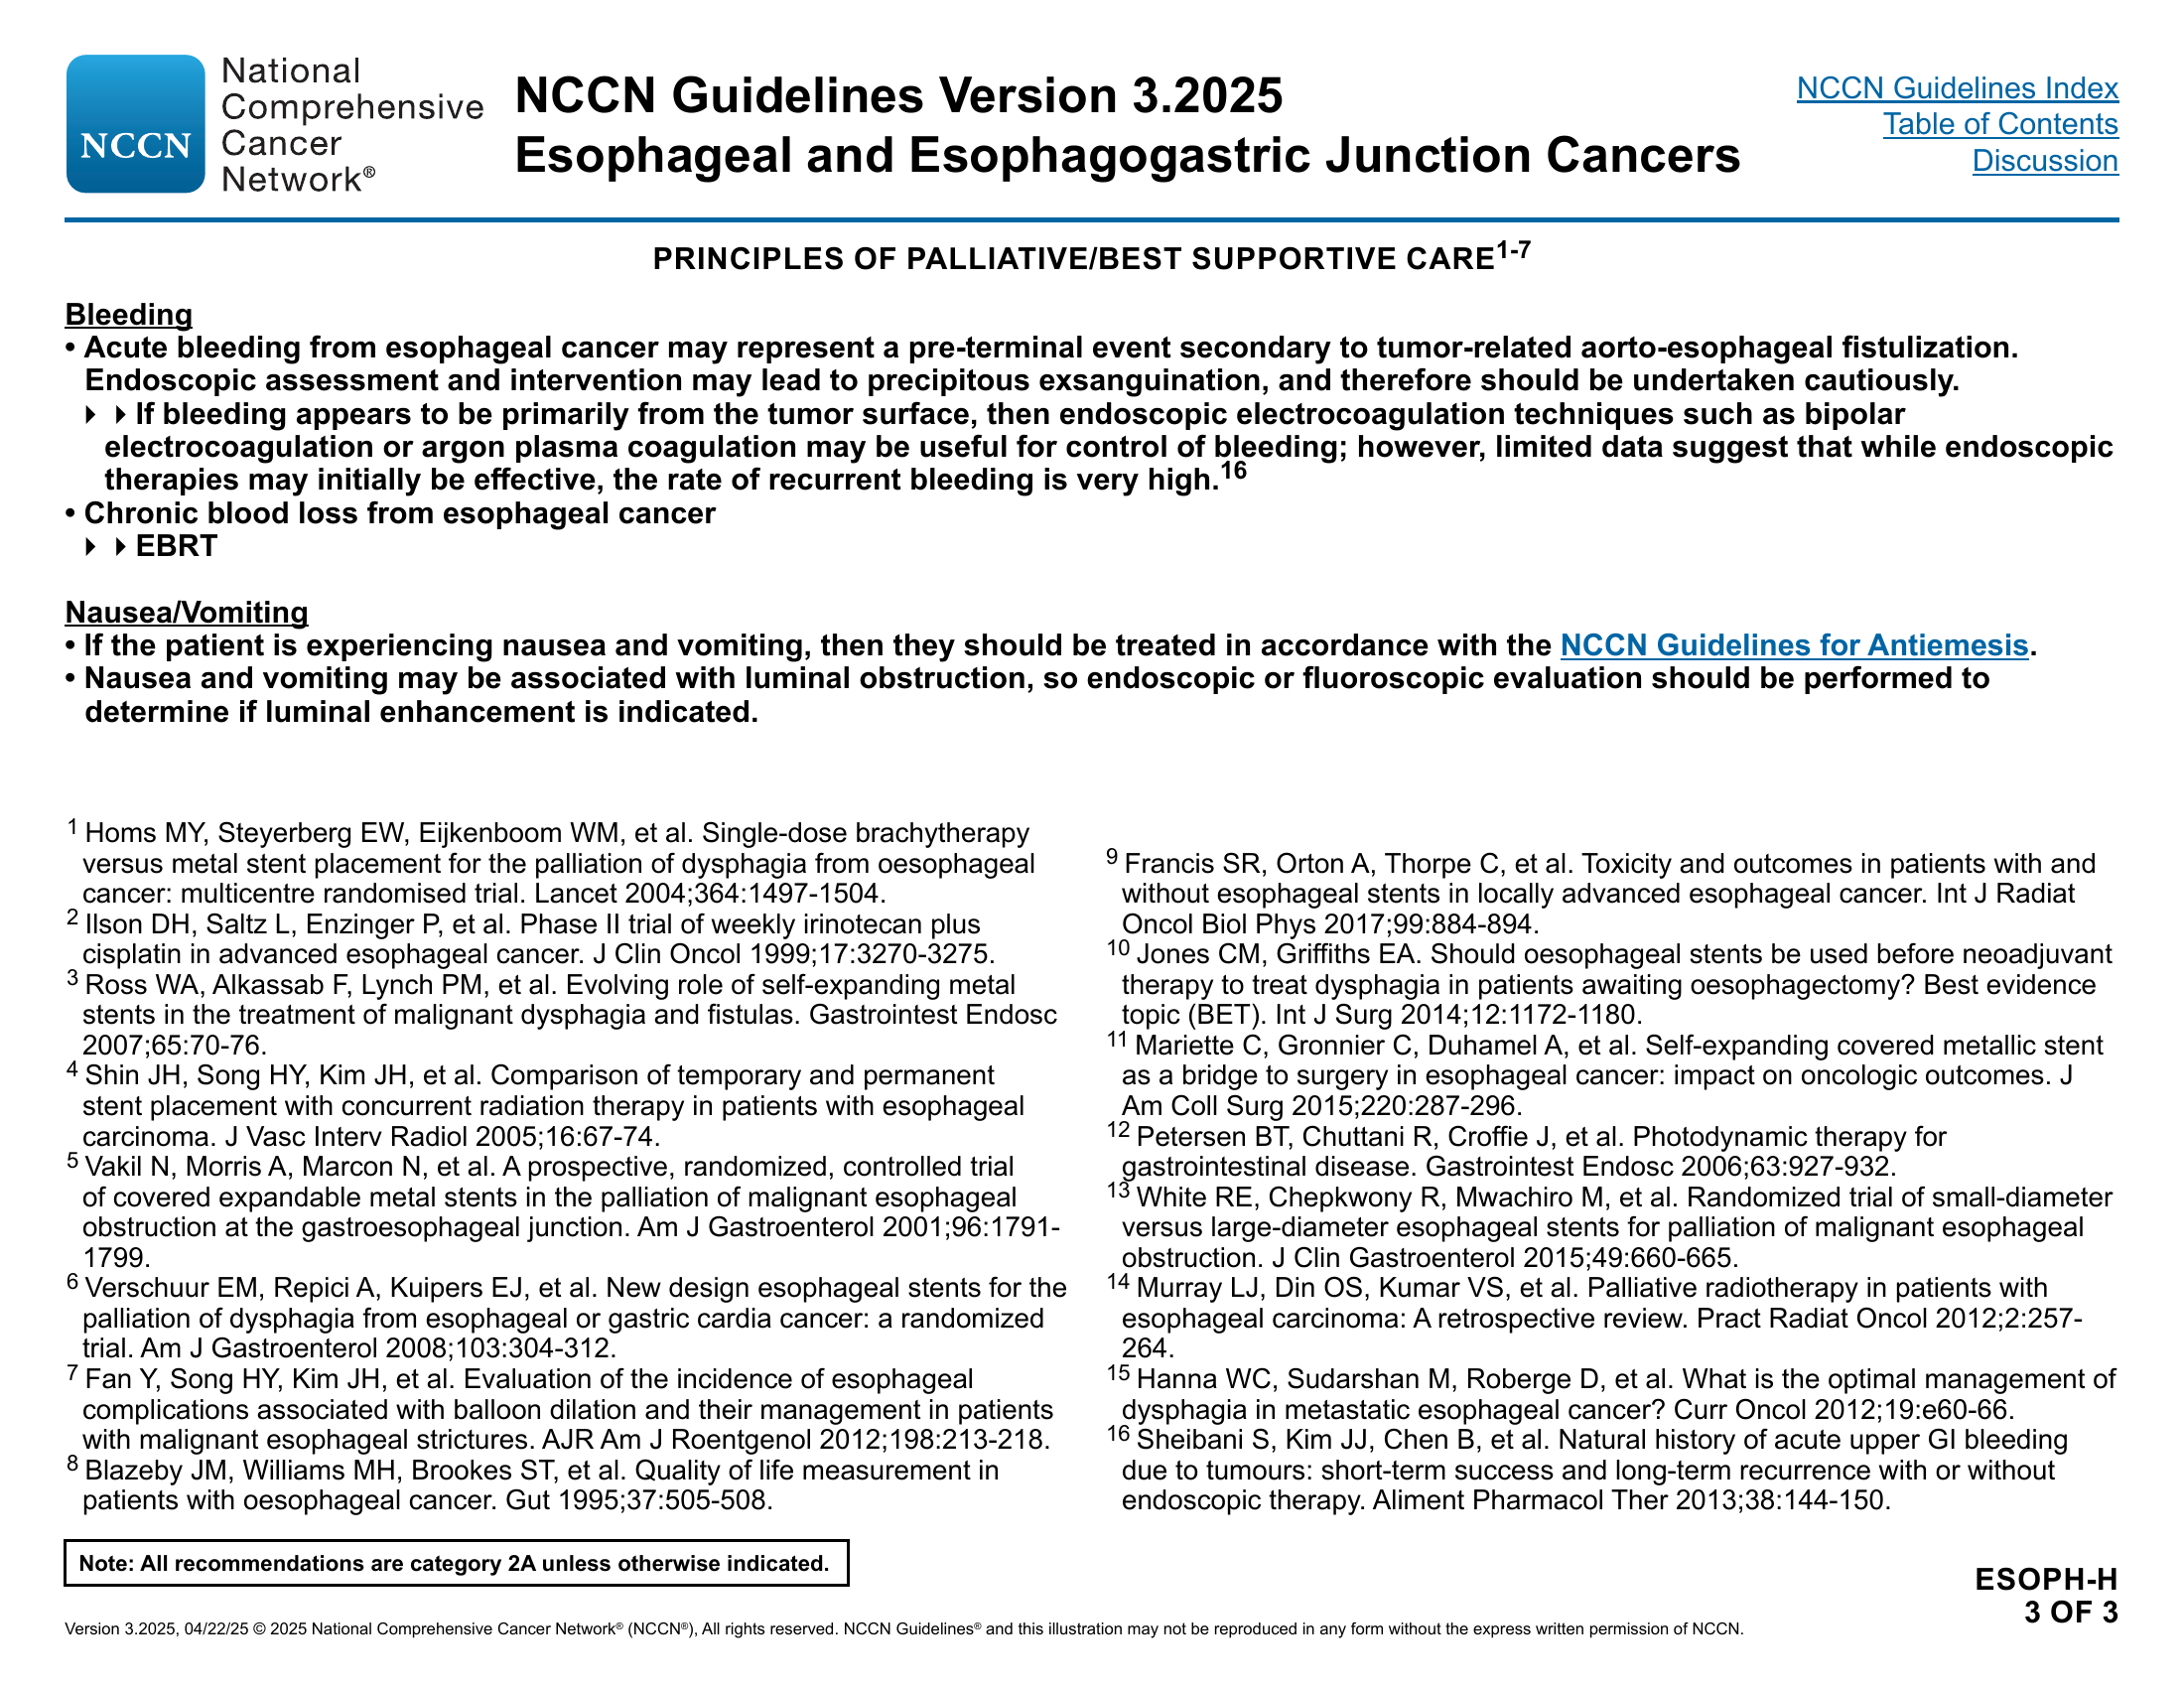 National
Comprehensive
Cancer
Network®
NCCN
NCCN Guidelines Version 3.2025
Esophageal and Esophagogastric Junction Cancers
NCCN Guidelines Index
Table of Contents
Discussion
PRINCIPLES OF PALLIATIVE/BEST SUPPORTIVE CARE1-7
Bleeding
• Acute bleeding from esophageal cancer may represent a pre-terminal event secondary to tumor-related aorto-esophageal fistulization.
Endoscopic assessment and intervention may lead to precipitous exsanguination, and therefore should be undertaken cautiously.
If bleeding appears to be primarily from the tumor surface, then endoscopic electrocoagulation techniques such as bipolar
electrocoagulation or argon plasma coagulation may be useful for control of bleeding; however, limited data suggest that while endoscopic
therapies may initially be effective, the rate of recurrent bleeding is very high.16
• Chronic blood loss from esophageal cancer
EBRT
Nausea/Vomiting
• If the patient is experiencing nausea and vomiting, then they should be treated in accordance with the NCCN Guidelines for Antiemesis.
• Nausea and vomiting may be associated with luminal obstruction, so endoscopic or fluoroscopic evaluation should be performed to
determine if luminal enhancement is indicated.
1 Homs MY, Steyerberg EW, Eijkenboom WM, et al. Single-dose brachytherapy
versus metal stent placement for the palliation of dysphagia from oesophageal
cancer: multicentre randomised trial. Lancet 2004;364:1497-1504.
2 Ilson DH, Saltz L, Enzinger P, et al. Phase II trial of weekly irinotecan plus
cisplatin in advanced esophageal cancer. J Clin Oncol 1999;17:3270-3275.
3 Ross WA, Alkassab F, Lynch PM, et al. Evolving role of self-expanding metal
stents in the treatment of malignant dysphagia and fistulas. Gastrointest Endosc
2007;65:70-76.
4 Shin JH, Song HY, Kim JH, et al. Comparison of temporary and permanent
stent placement with concurrent radiation therapy in patients with esophageal
carcinoma. J Vasc Interv Radiol 2005;16:67-74.
5 Vakil N, Morris A, Marcon N, et al. A prospective, randomized, controlled trial
of covered expandable metal stents in the palliation of malignant esophageal
obstruction at the gastroesophageal junction. Am J Gastroenterol 2001;96:1791-
1799.
6 Verschuur EM, Repici A, Kuipers EJ, et al. New design esophageal stents for the
palliation of dysphagia from esophageal or gastric cardia cancer: a randomized
trial. Am J Gastroenterol 2008;103:304-312.
7 Fan Y, Song HY, Kim JH, et al. Evaluation of the incidence of esophageal
complications associated with balloon dilation and their management in patients
with malignant esophageal strictures. AJR Am J Roentgenol 2012;198:213-218.
8 Blazeby JM, Williams MH, Brookes ST, et al. Quality of life measurement in
patients with oesophageal cancer. Gut 1995;37:505-508.
9 Francis SR, Orton A, Thorpe C, et al. Toxicity and outcomes in patients with and
without esophageal stents in locally advanced esophageal cancer. Int J Radiat
Oncol Biol Phys 2017;99:884-894.
10 Jones CM, Griffiths EA. Should oesophageal stents be used before neoadjuvant
therapy to treat dysphagia in patients awaiting oesophagectomy? Best evidence
topic (BET). Int J Surg 2014;12:1172-1180.
11 Mariette C, Gronnier C, Duhamel A, et al. Self-expanding covered metallic stent
as a bridge to surgery in esophageal cancer: impact on oncologic outcomes. J
Am Coll Surg 2015;220:287-296.
12 Petersen BT, Chuttani R, Croffie J, et al. Photodynamic therapy for
gastrointestinal disease. Gastrointest Endosc 2006;63:927-932.
13 White RE, Chepkwony R, Mwachiro M, et al. Randomized trial of small-diameter
versus large-diameter esophageal stents for palliation of malignant esophageal
obstruction. J Clin Gastroenterol 2015;49:660-665.
14 Murray LJ, Din OS, Kumar VS, et al. Palliative radiotherapy in patients with
esophageal carcinoma: A retrospective review. Pract Radiat Oncol 2012;2:257-
264.
15 Hanna WC, Sudarshan M, Roberge D, et al. What is the optimal management of
dysphagia in metastatic esophageal cancer? Curr Oncol 2012;19:e60-66.
16 Sheibani S, Kim JJ, Chen B, et al. Natural history of acute upper GI bleeding
due to tumours: short-term success and long-term recurrence with or without
endoscopic therapy. Aliment Pharmacol Ther 2013;38:144-150.
Note: All recommendations are category 2A unless otherwise indicated.
ESOPH-H
3 OF 3
Version 3.2025, 04/22/25 © 2025 National Comprehensive Cancer Network® (NCCN®), All rights reserved. NCCN Guidelines® and this illustration may not be reproduced in any form without the express written permission of NCCN.